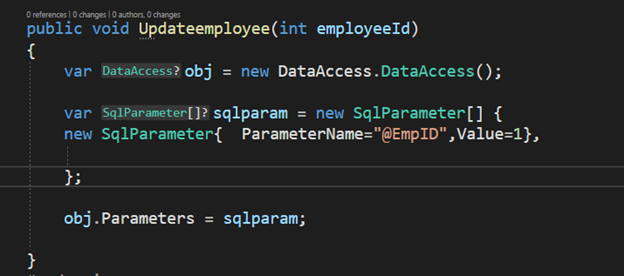 0 references | 0 changes | 0 authors, 0 changes
public void Updateemployee(int employeeId)
{
var DataAccess? obj = new DataAccess.DataAccess();
var SqlParameter[]? sqlparam = new SqlParameter[] {
new SqlParameter{ ParameterName="@EmpID",Value=1},
};
obj.Parameters = sqlparam;
}